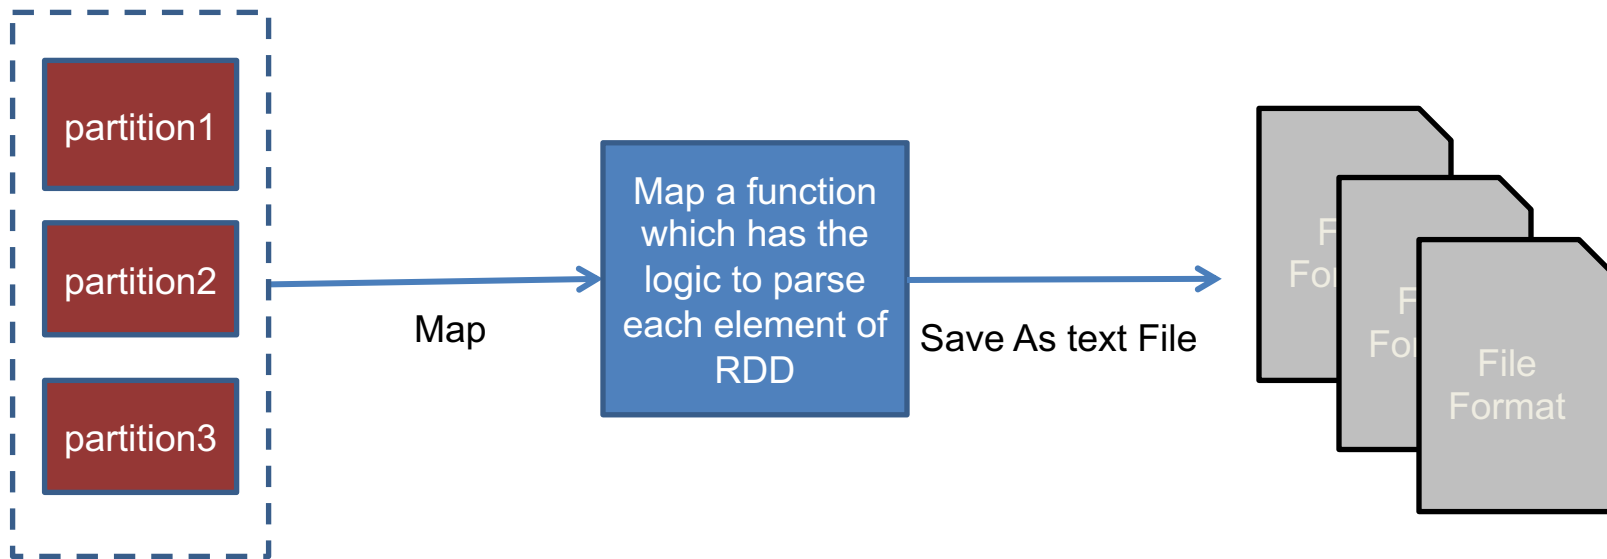 partition1
partition2
partition3
Map
Map a function
which has the
logic to parse
each element of
RDD
Save As text File
File
Format